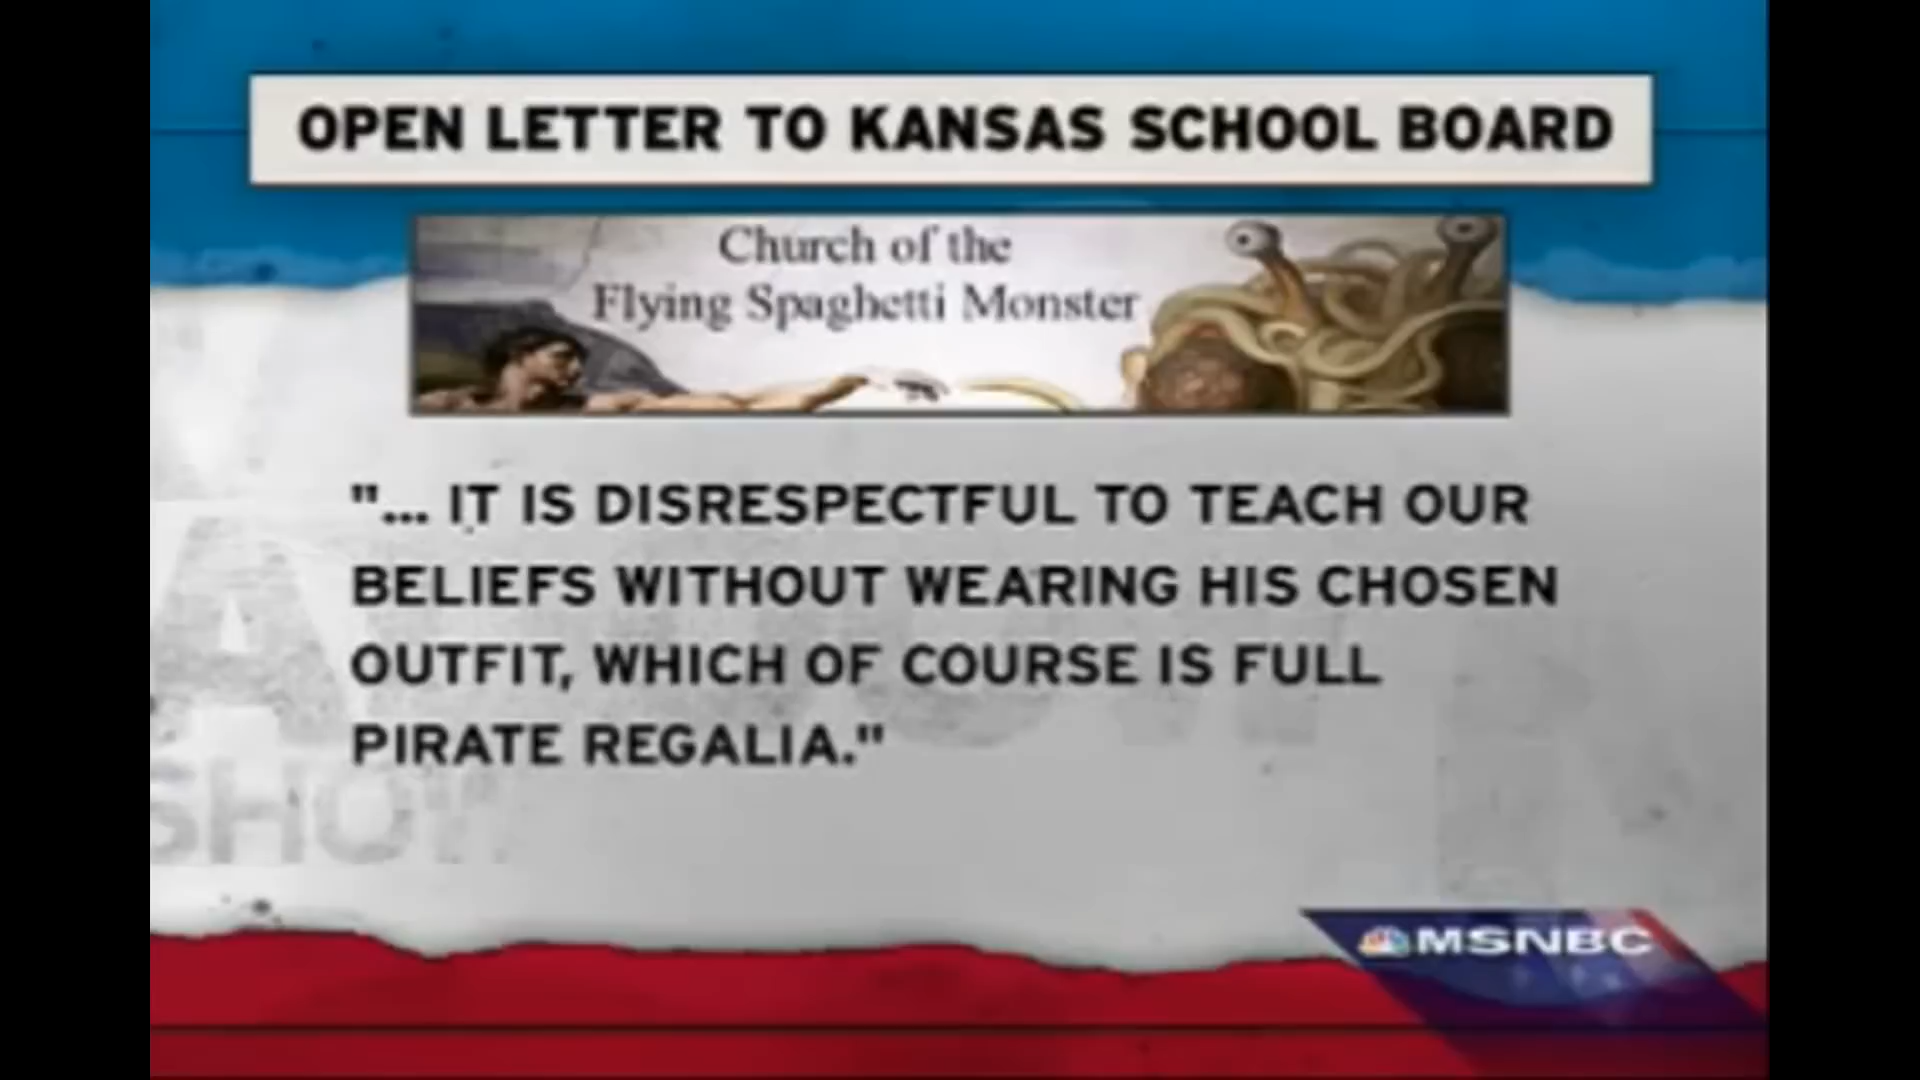 OPEN LETTER TO KANSAS SCHOOL BOARD
Church of the
Flying Spaghetti Monster
"... IT IS DISRESPECTFUL TO TEACH OUR
BELIEFS WITHOUT WEARING HIS CHOSEN
OUTFIT, WHICH OF COURSE IS FULL
PIRATE REGALIA."
SHOW
MSNBC